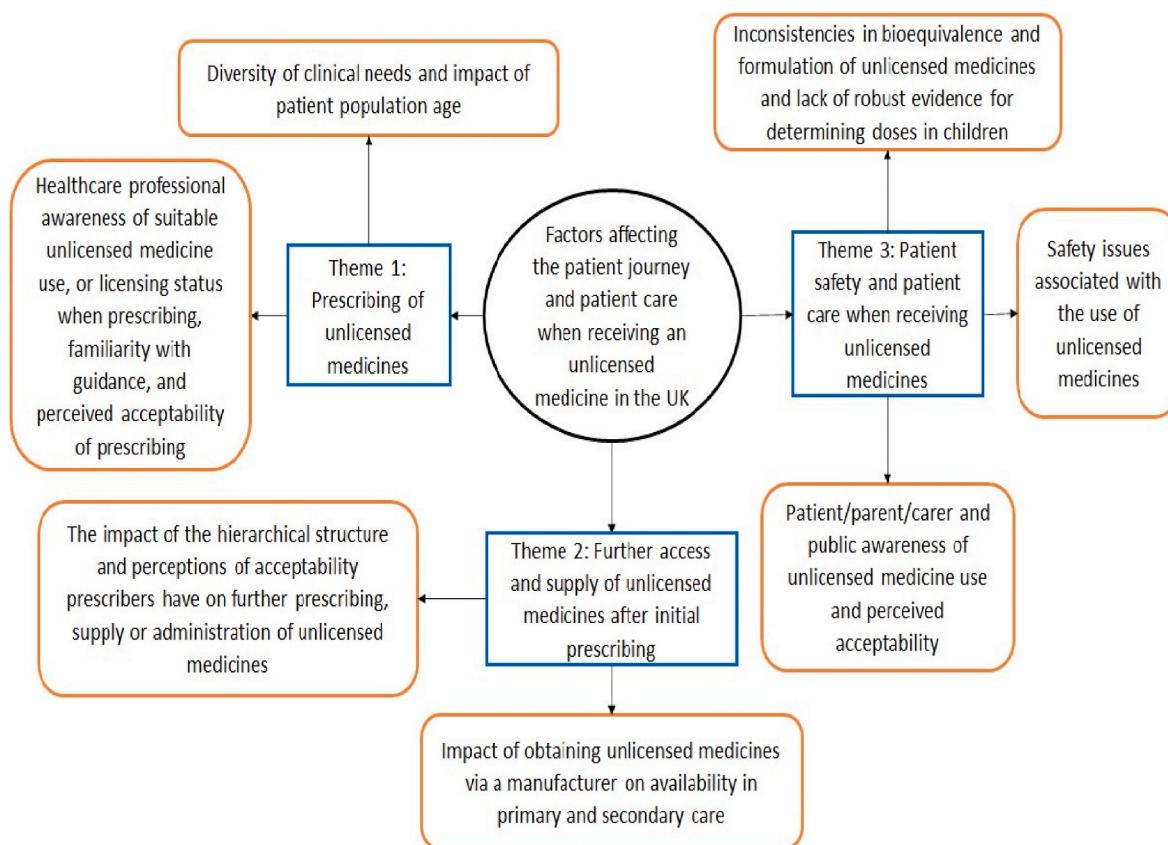 Diversity of clinical needs and impact of
patient population age
Inconsistencies in bioequivalence and
formulation of unlicensed medicines
and lack of robust evidence for
determining doses in children
Healthcare professional
awareness of suitable
unlicensed medicine
use, or licensing status
when prescribing,
familiarity with
guidance, and
perceived acceptability
of prescribing
Theme 1:
Prescribing of
unlicensed
medicines
Factors affecting
the patient journey
and patient care
when receiving an
unlicensed
medicine in the UK
Theme 3: Patient
safety and patient
care when receiving
unlicensed
medicines
Safety issues
associated with
the use of
unlicensed
medicines
The impact of the hierarchical structure
and perceptions of acceptability
prescribers have on further prescribing,
supply or administration of unlicensed
medicines
Theme 2: Further access
and supply of unlicensed
medicines after initial
prescribing
Patient/parent/carer and
public awareness of
unlicensed medicine use
and perceived
acceptability
Impact of obtaining unlicensed medicines
via a manufacturer on availability in
primary and secondary care